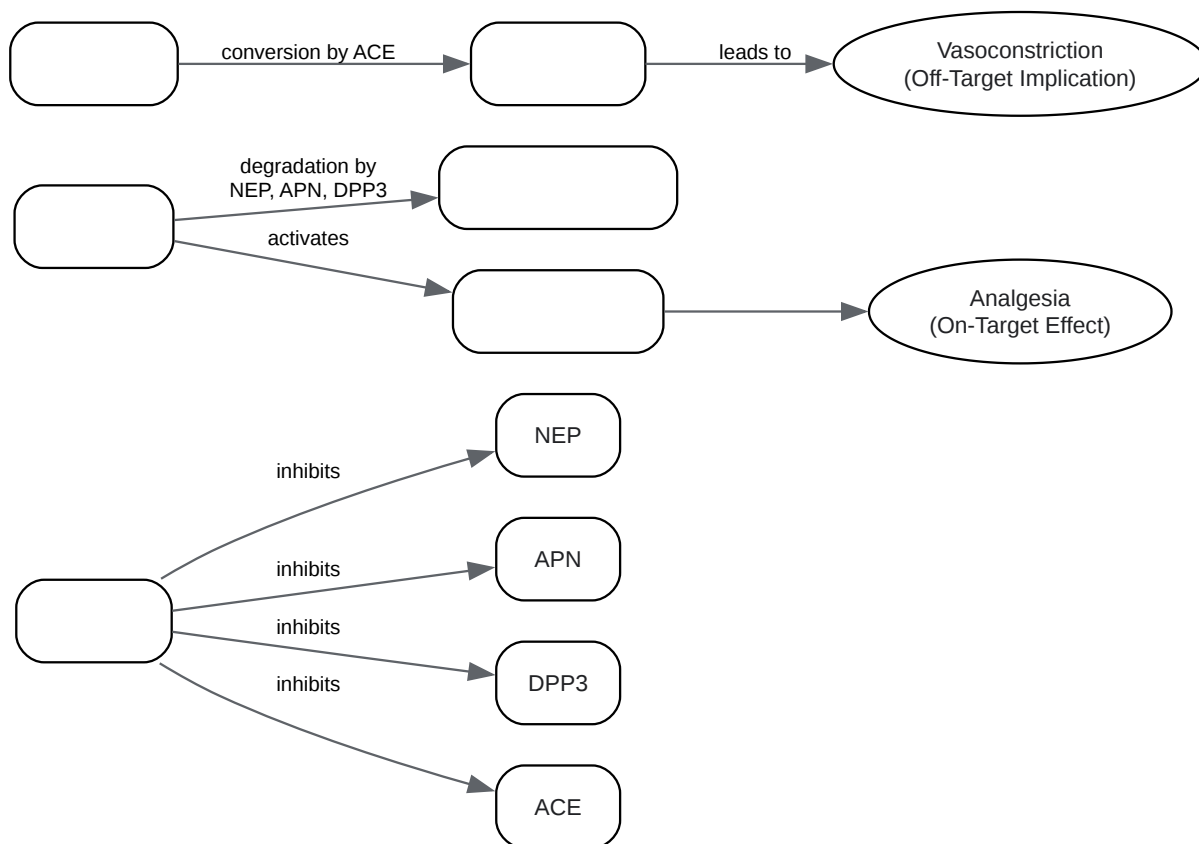 conversion by ACE
leads to
Vasoconstriction
(Off-Target Implication)
degradation by
NEP, APN, DPP3
activates
Analgesia
(On-Target Effect)
NEP
inhibits
APN
inhibits
inhibits
DPP3
inhibits
ACE